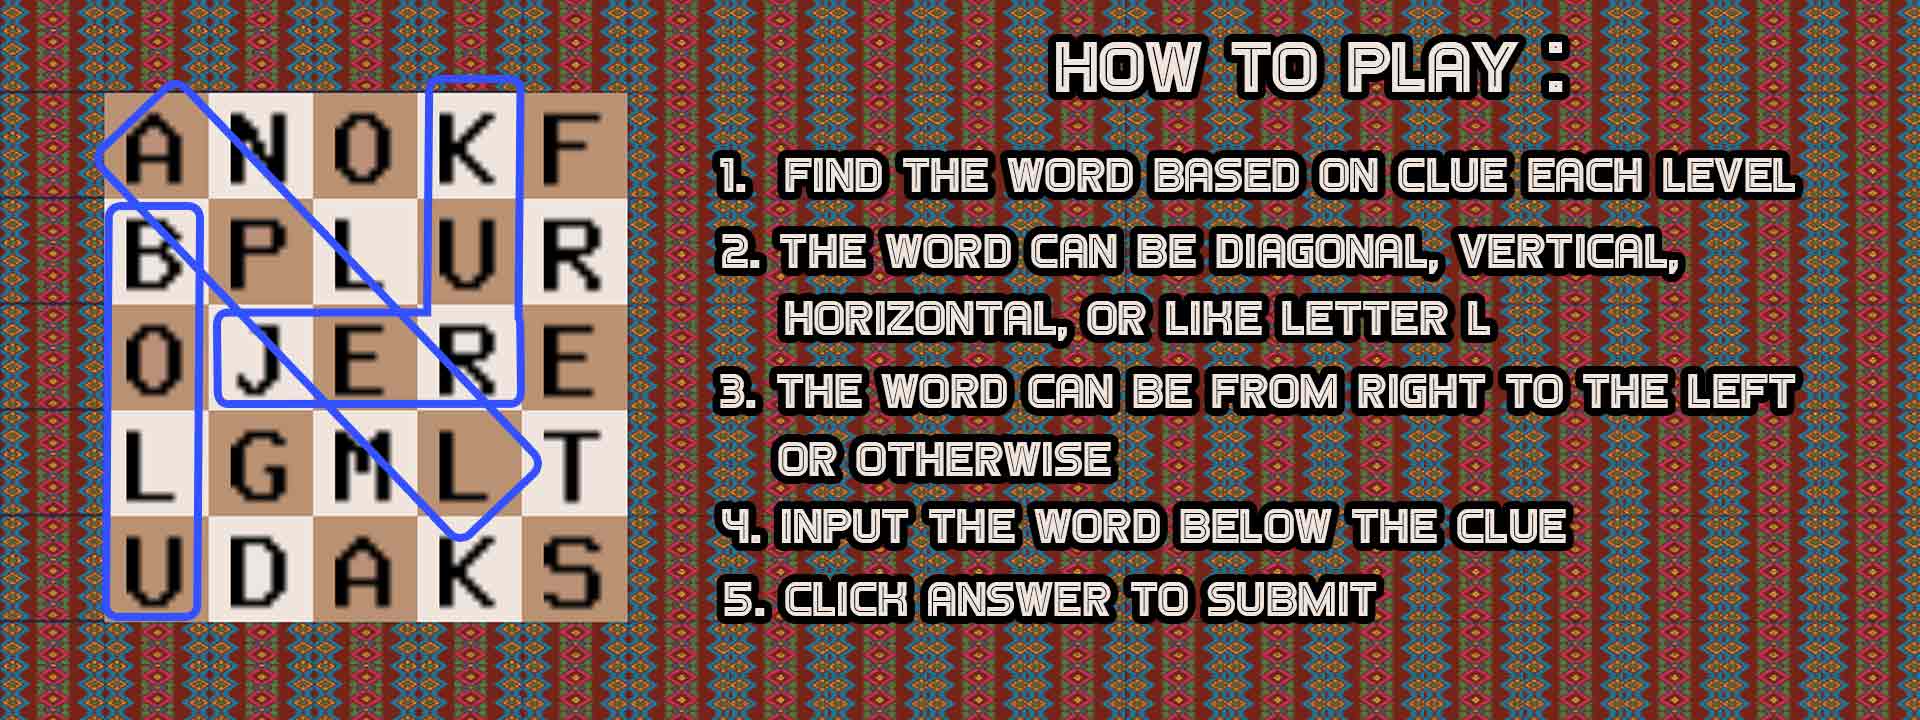 A N O K F
B P L U R
O J E R E
L G M L T
U D A K S
HOW TO PLAY :
1. FIND THE WORD BASED ON CLUE EACH LEVEL
2. THE WORD CAN BE DIAGONAL, VERTICAL,
HORIZONTAL, OR LIKE LETTER L
3. THE WORD CAN BE FROM RIGHT TO THE LEFT
OR OTHERWISE
4. INPUT THE WORD BELOW THE CLUE
5. CLICK ANSWER TO SUBMIT